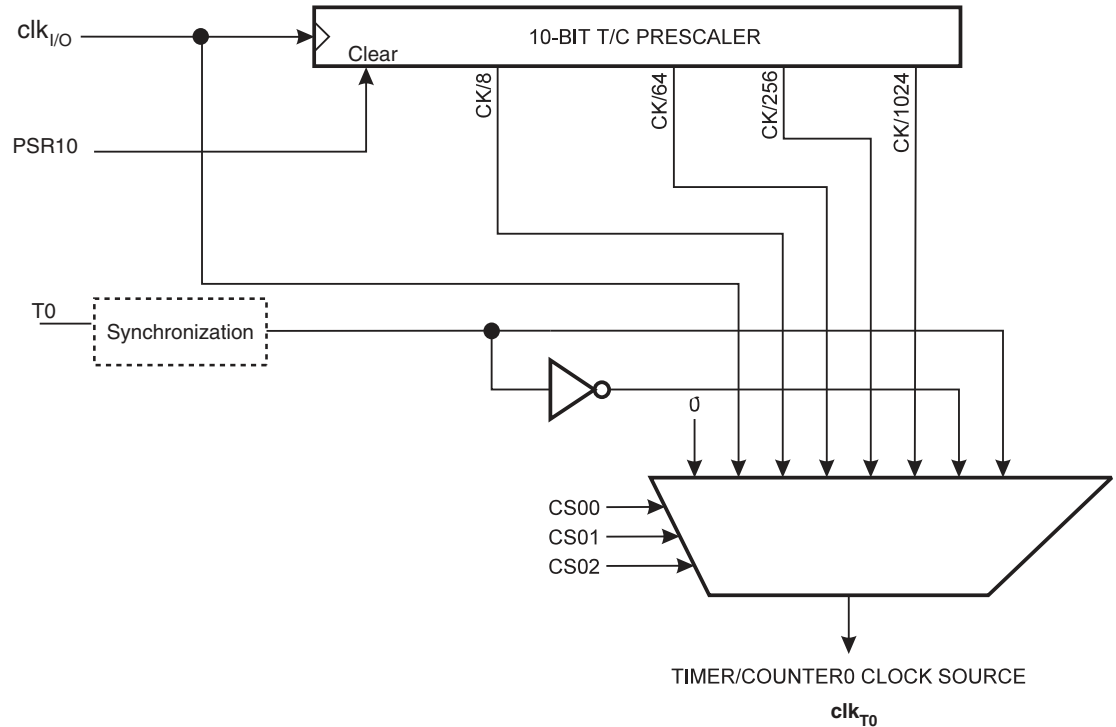 clkI/O
10-BIT T/C PRESCALER
Clear
CK/8
CK/64
CK/256
CK/1024
PSR10
T0
Synchronization
0
CS00
CS01
CS02
TIMER/COUNTER0 CLOCK SOURCE
clkT0